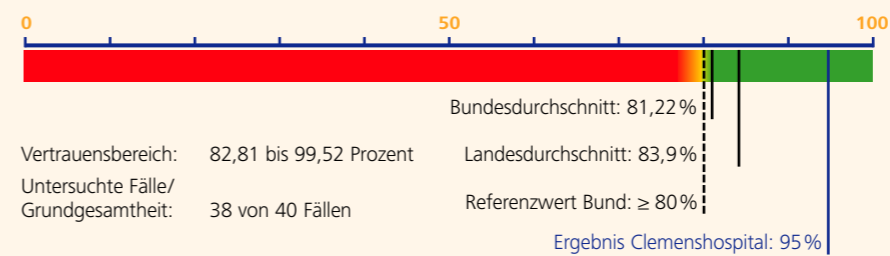 0 50 100
Bundesdurchschnitt: 81,22 %
Vertrauensbereich: 82,81 bis 99,52 Prozent Landesdurchschnitt: 83,9 %
Untersuchte Fälle/
Grundgesamtheit: 38 von 40 Fällen Referenzwert Bund: ≥ 80 %
Ergebnis Clemenshospital: 95 %